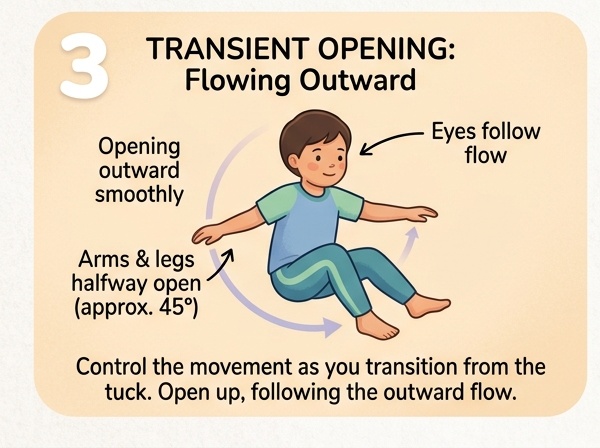 3
TRANSIENT OPENING:
Flowing Outward
Opening
outward
smoothly
Eyes follow
flow
Arms & legs
halfway open
(approx. 45°)
Control the movement as you transition from the
tuck. Open up, following the outward flow.